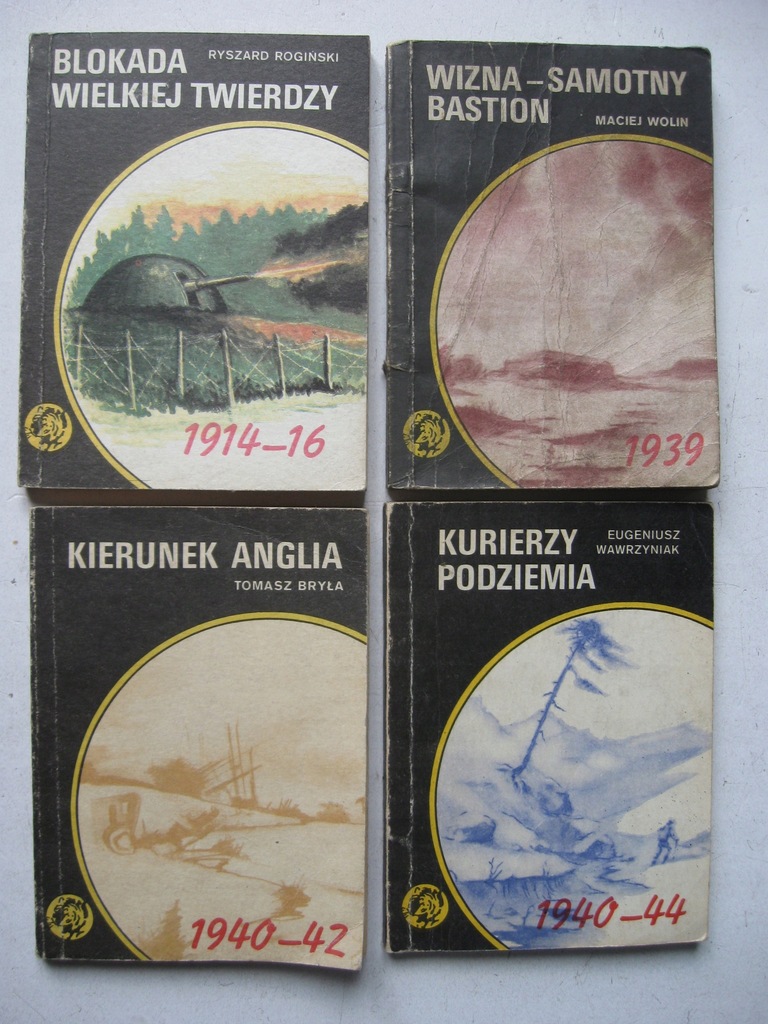 BLOKADA
WIELKIEJ TWIERDZY
RYSZARD ROGIŃSKI
1914-16
WIZNA - SAMOTNY
BASTION
MACIEJ WOLIN
1939
KIERUNEK ANGLIA
TOMASZ BRYŁA
1940-42
KURIERZY
PODZIEMIA
EUGENIUSZ
WAWRZYNIAK
1940-44